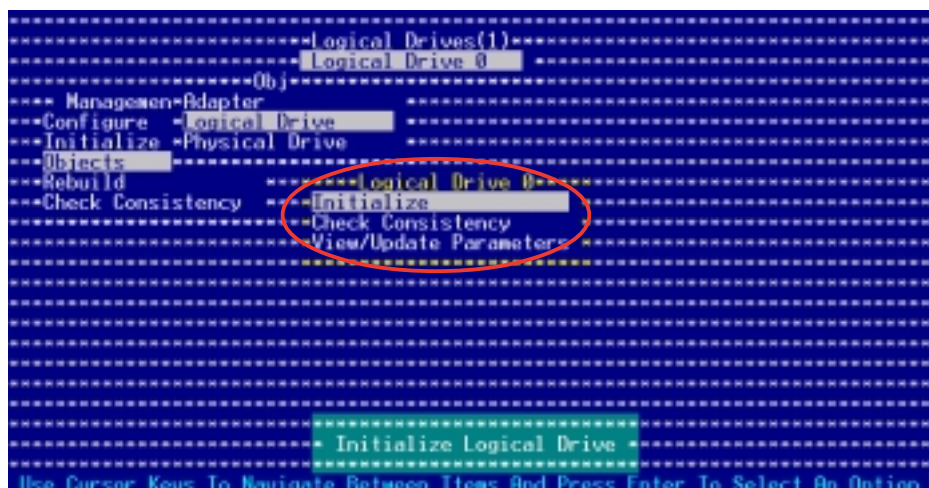 Logical Drives(1)
Logical Drive 0
Obj
Managemen Adapter
Configure Logical Drive
Initialize Physical Drive
Objects
Rebuild Logical Drive 0
Check Consistency Initialize
Check Consistency
View/Update Parameters
Initialize Logical Drive
Use Cursor Keys To Navigate Between Items And Press Enter To Select An Option